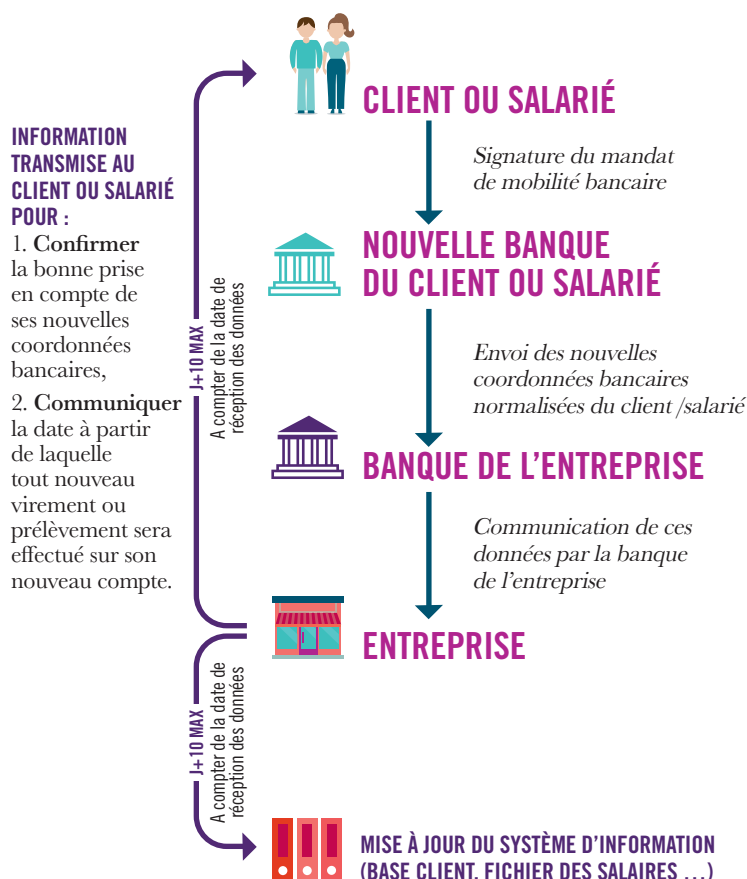 CLIENT OU SALARIÉ
Signature du mandat
de mobilité bancaire
INFORMATION
TRANSMISE AU
CLIENT OU SALARIÉ
POUR :
1. Confirmer
la bonne prise
en compte de
ses nouvelles
coordonnées
bancaires,
2. Communiquer
la date à partir
de laquelle
tout nouveau
virement ou
prélèvement sera
effectué sur son
nouveau compte.
J+10 MAX
A compter de la date de
réception des données
NOUVELLE BANQUE
DU CLIENT OU SALARIÉ
Envoi des nouvelles
coordonnées bancaires
normalisées du client /salarié
BANQUE DE L’ENTREPRISE
Communication de ces
données par la banque
de l’entreprise
ENTREPRISE
J+10 MAX
A compter de la date de
réception des données
MISE À JOUR DU SYSTÈME D’INFORMATION
(BASE CLIENT, FICHIER DES SALAIRES …)